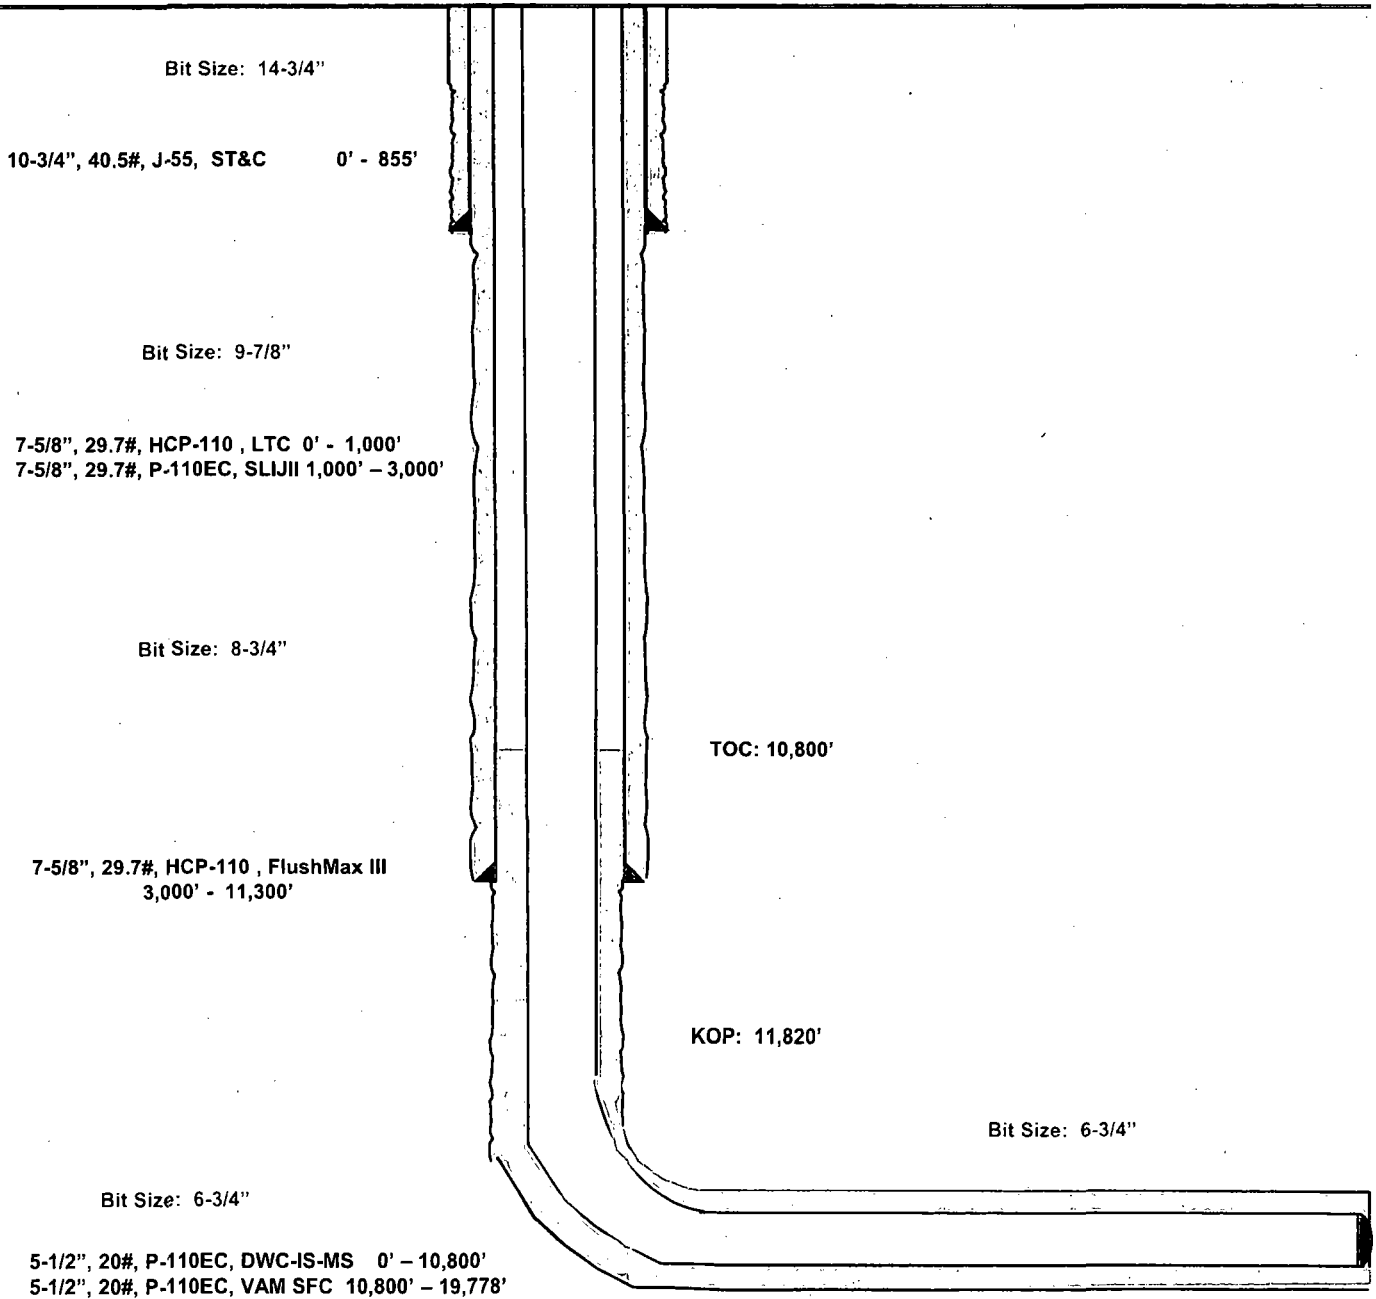 Bit Size: 14-3/4”
10-3/4”, 40.5#, J-55, ST&C 0’ - 855’
Bit Size: 9-7/8”
7-5/8”, 29.7#, HCP-110 , LTC 0’ - 1,000’
7-5/8”, 29.7#, P-110EC, SLIJII 1,000’ – 3,000’
Bit Size: 8-3/4”
TOC: 10,800’
7-5/8”, 29.7#, HCP-110 , FlushMax III
3,000’ - 11,300’
KOP: 11,820’
Bit Size: 6-3/4”
Bit Size: 6-3/4”
5-1/2”, 20#, P-110EC, DWC-IS-MS 0’ – 10,800’
5-1/2”, 20#, P-110EC, VAM SFC 10,800’ – 19,778’